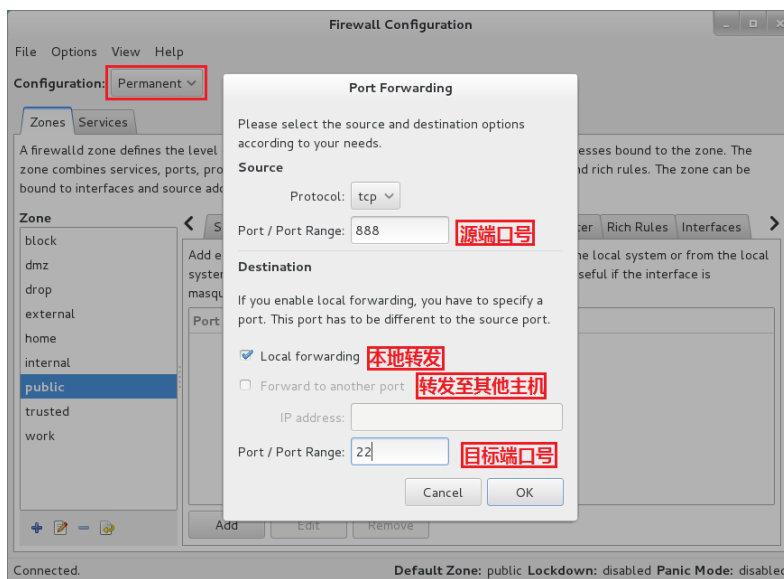 Firewall Configuration
File Options View Help
Configuration: Permanent
Port Forwarding
Zones Services
Please select the source and destination options
according to your needs.
A firewalld zone defines the level
esses bound to the zone. The
zone combines services, ports, pro
nd rich rules. The zone can be
bound to interfaces and source add
Source
Protocol: tcp
Zone
S
Port / Port Range: 888 源端口号
ter Rich Rules Interfaces
block
dmz
drop
external
home
internal
public
trusted
work
Add e
he local system or from the local
system
seful if the interface is
masqu
Destination
If you enable local forwarding, you have to specify a
port. This port has to be different to the source port.
Port
Local forwarding 本地转发
Forward to another port 转发至其他主机
IP address:
Port / Port Range: 22 目标端口号
Cancel OK
Add Edit Remove
Connected.
Default Zone: public Lockdown: disabled Panic Mode: disabled